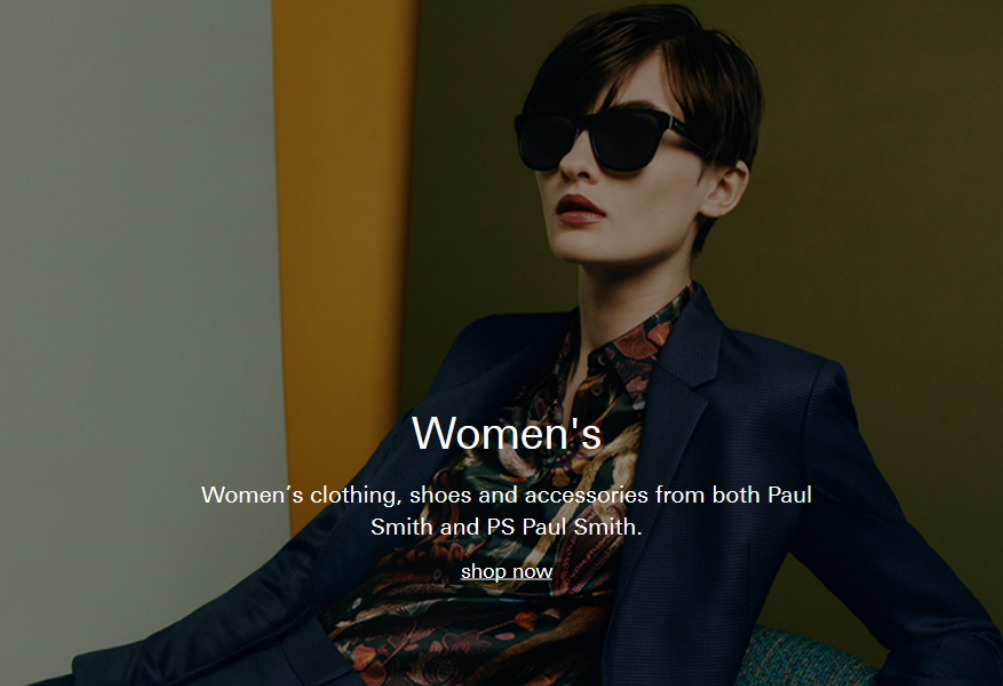 Women's
Women’s clothing, shoes and accessories from both Paul
Smith and PS Paul Smith.
shop now